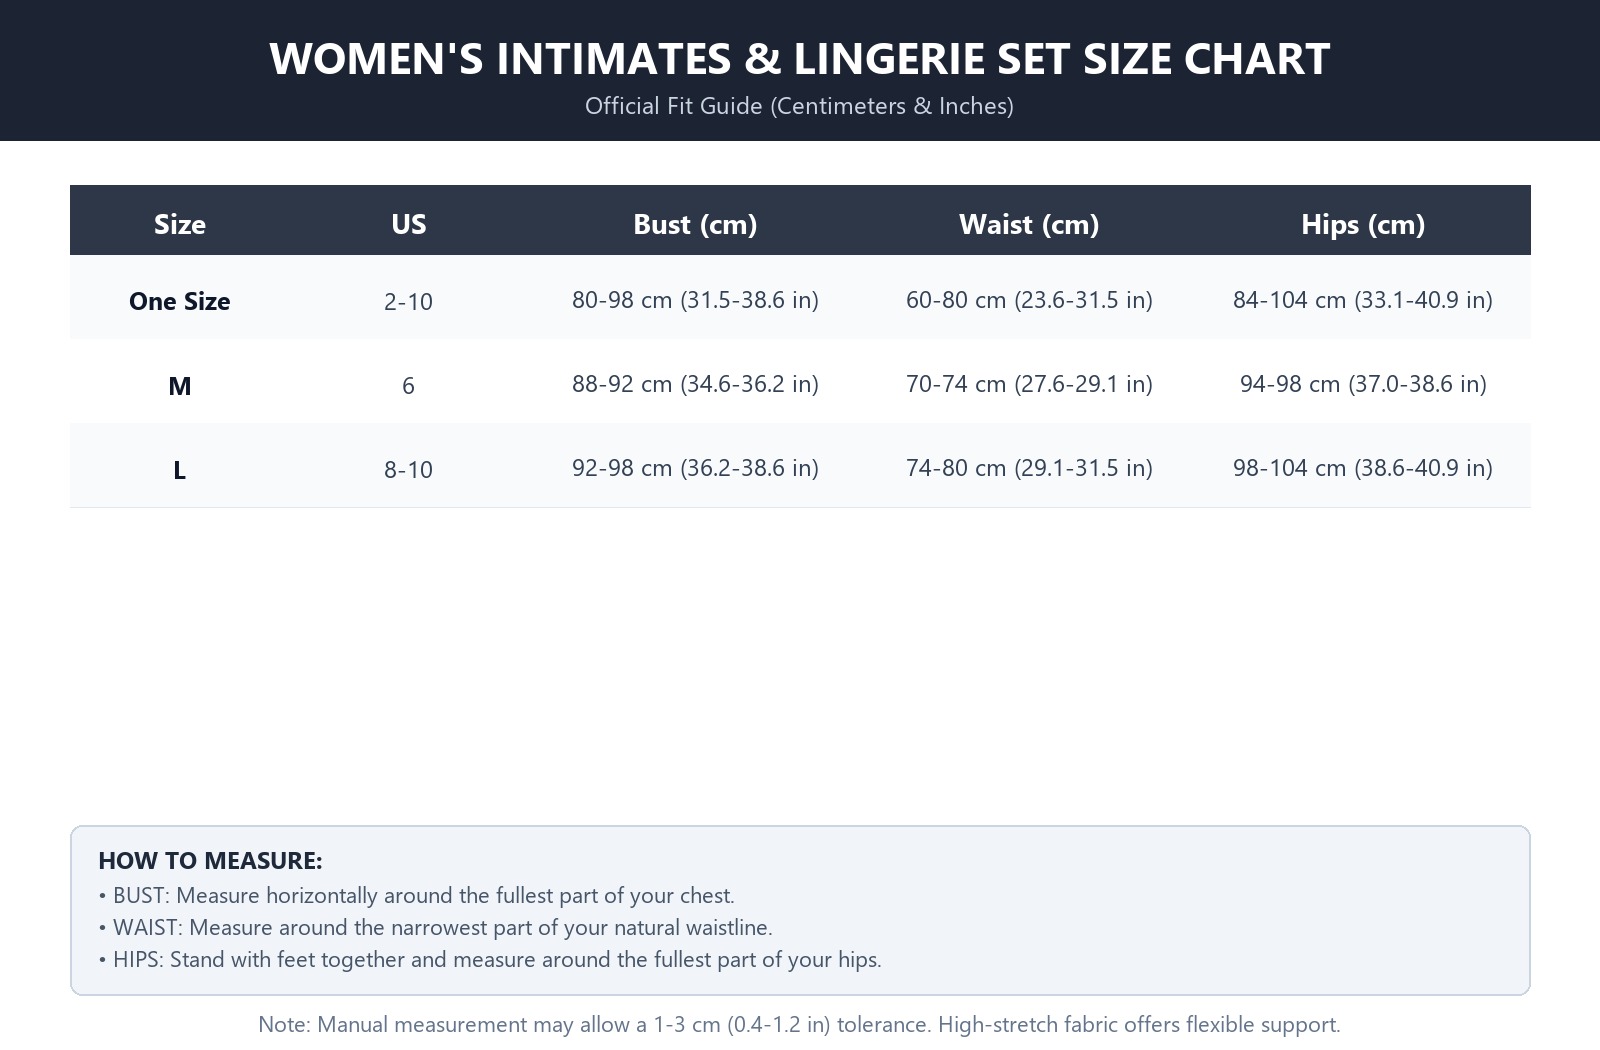 WOMEN'S INTIMATES & LINGERIE SET SIZE CHART
Official Fit Guide (Centimeters & Inches)
Size US Bust (cm) Waist (cm) Hips (cm)
One Size 2-10 80-98 cm (31.5-38.6 in) 60-80 cm (23.6-31.5 in) 84-104 cm (33.1-40.9 in)
M 6 88-92 cm (34.6-36.2 in) 70-74 cm (27.6-29.1 in) 94-98 cm (37.0-38.6 in)
L 8-10 92-98 cm (36.2-38.6 in) 74-80 cm (29.1-31.5 in) 98-104 cm (38.6-40.9 in)
HOW TO MEASURE:
• BUST: Measure horizontally around the fullest part of your chest.
• WAIST: Measure around the narrowest part of your natural waistline.
• HIPS: Stand with feet together and measure around the fullest part of your hips.
Note: Manual measurement may allow a 1-3 cm (0.4-1.2 in) tolerance. High-stretch fabric offers flexible support.